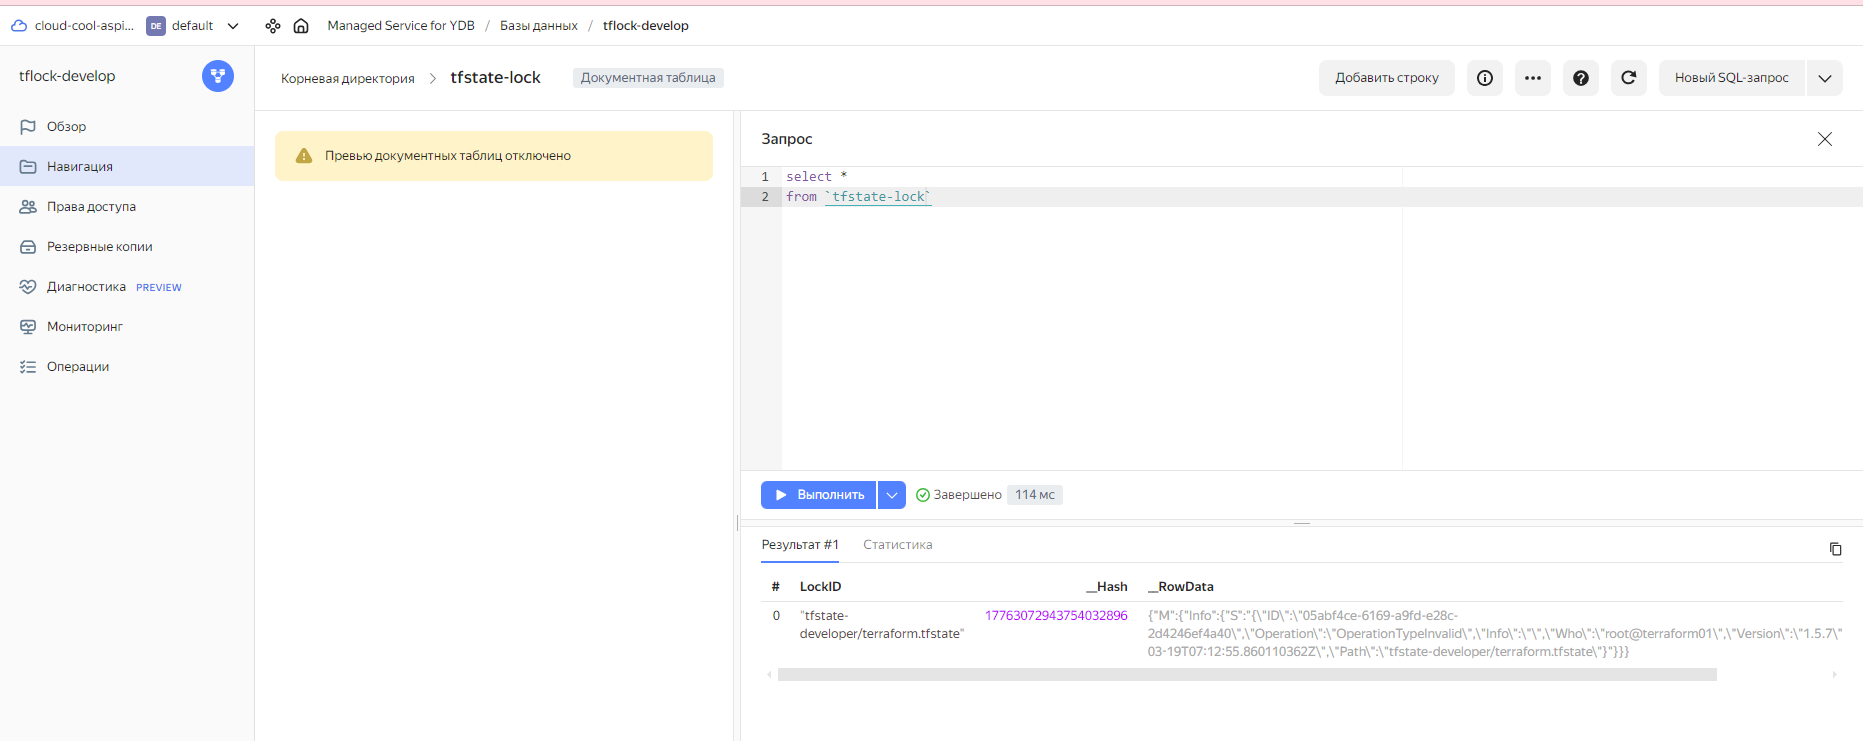 cloud-cool-aspi... DE default Managed Service for YDB / Базы данных / tflock-develop
tflock-develop
Обзор
Навигация
Права доступа
Резервные копии
Диагностика PREVIEW
Мониторинг
Операции
Корневая директория > tfstate-lock Документная таблица
Добавить строку
Новый SQL-запрос
Превью документных таблиц отключено
Запрос
1 select *
2 from `tfstate-lock`
Выполнить Завершено 114 мс
Результат #1 Статистика
# LockID __Hash __RowData
0 "tfstate-developer/terraform.tfstate" 17763072943754032896 {"M":{"Info":{"S":"{\"ID\":\"05abf4ce-6169-a9fd-e28c-
2d4246ef4a40\",\"Operation\":\"OperationTypeInvalid\",\"Info\":\"\",\"Who\":\"root@terraform01\",\"Version\":\"1.5.7\"
03-19T07:12:55.860110362Z\",\"Path\":\"tfstate-developer/terraform.tfstate\"}"}}}